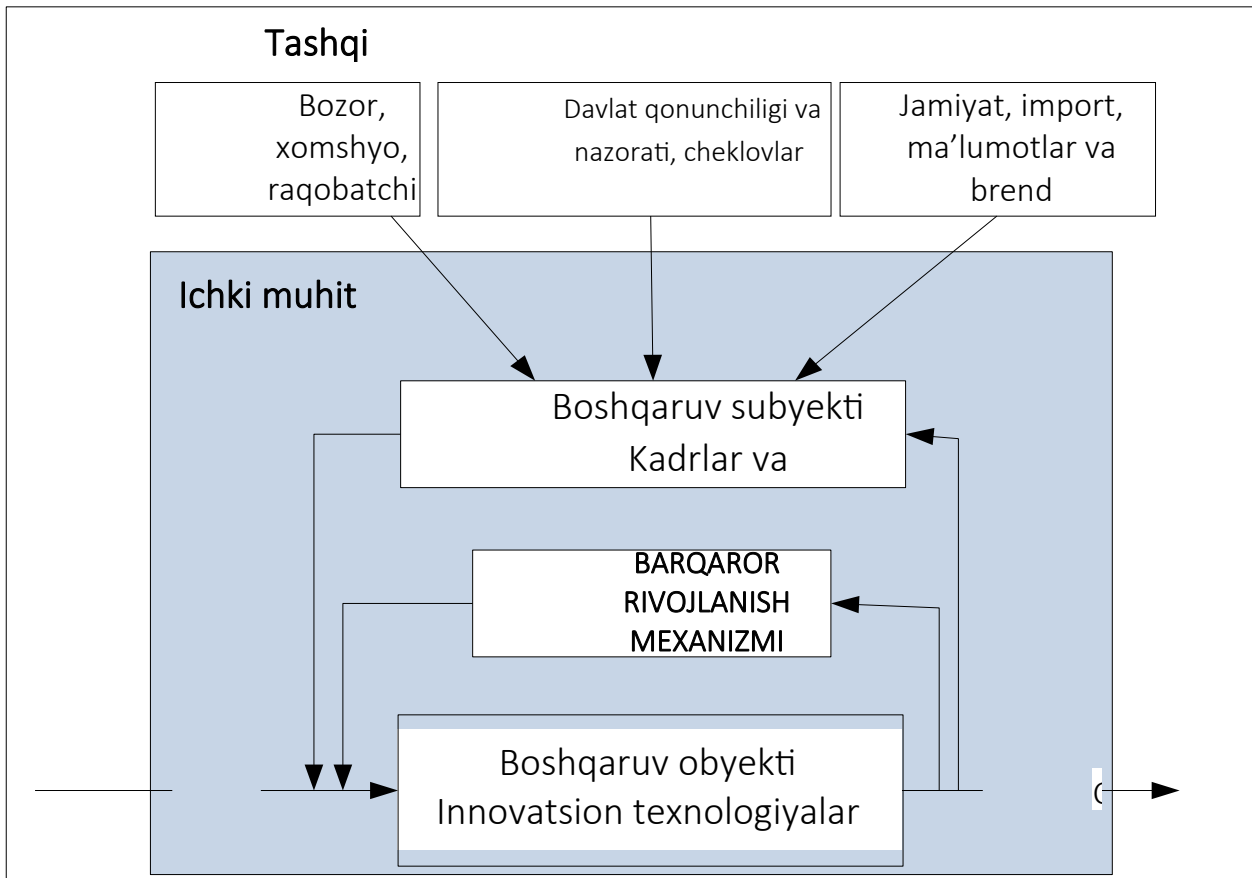 Tashqi
Bozor,
xomshyo,
raqobatchi
Davlat qonunchiligi va
nazorati, cheklovlar
Jamiyat, import,
ma’lumotlar va
brend
Ichki muhit
Boshqaruv subyekti
Kadrlar va
BARQAROR
RIVOJLANISH
MEXANIZMI
Boshqaruv obyekti
Innovatsion texnologiyalar